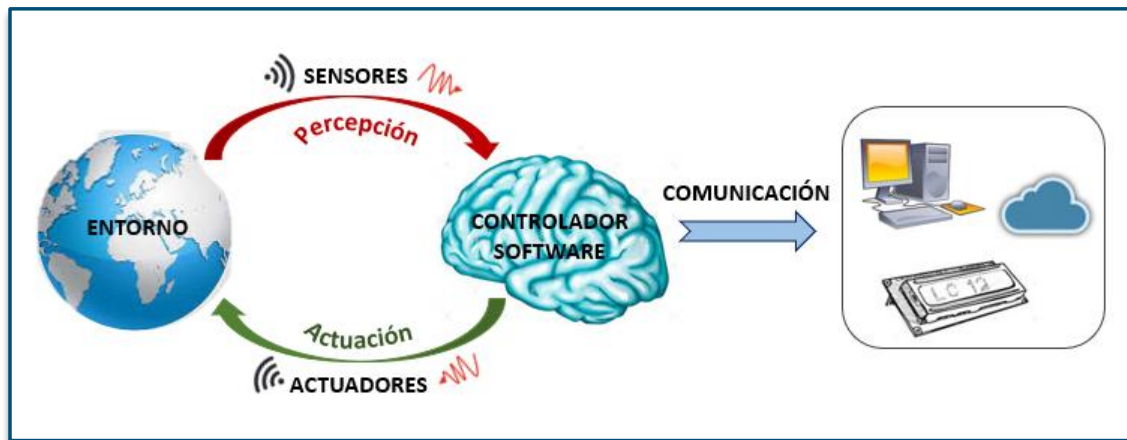 SENSORES
Percepción
ENTORNO
CONTROLADOR
SOFTWARE
COMUNICACIÓN
LC 12
Actuación
ACTUADORES